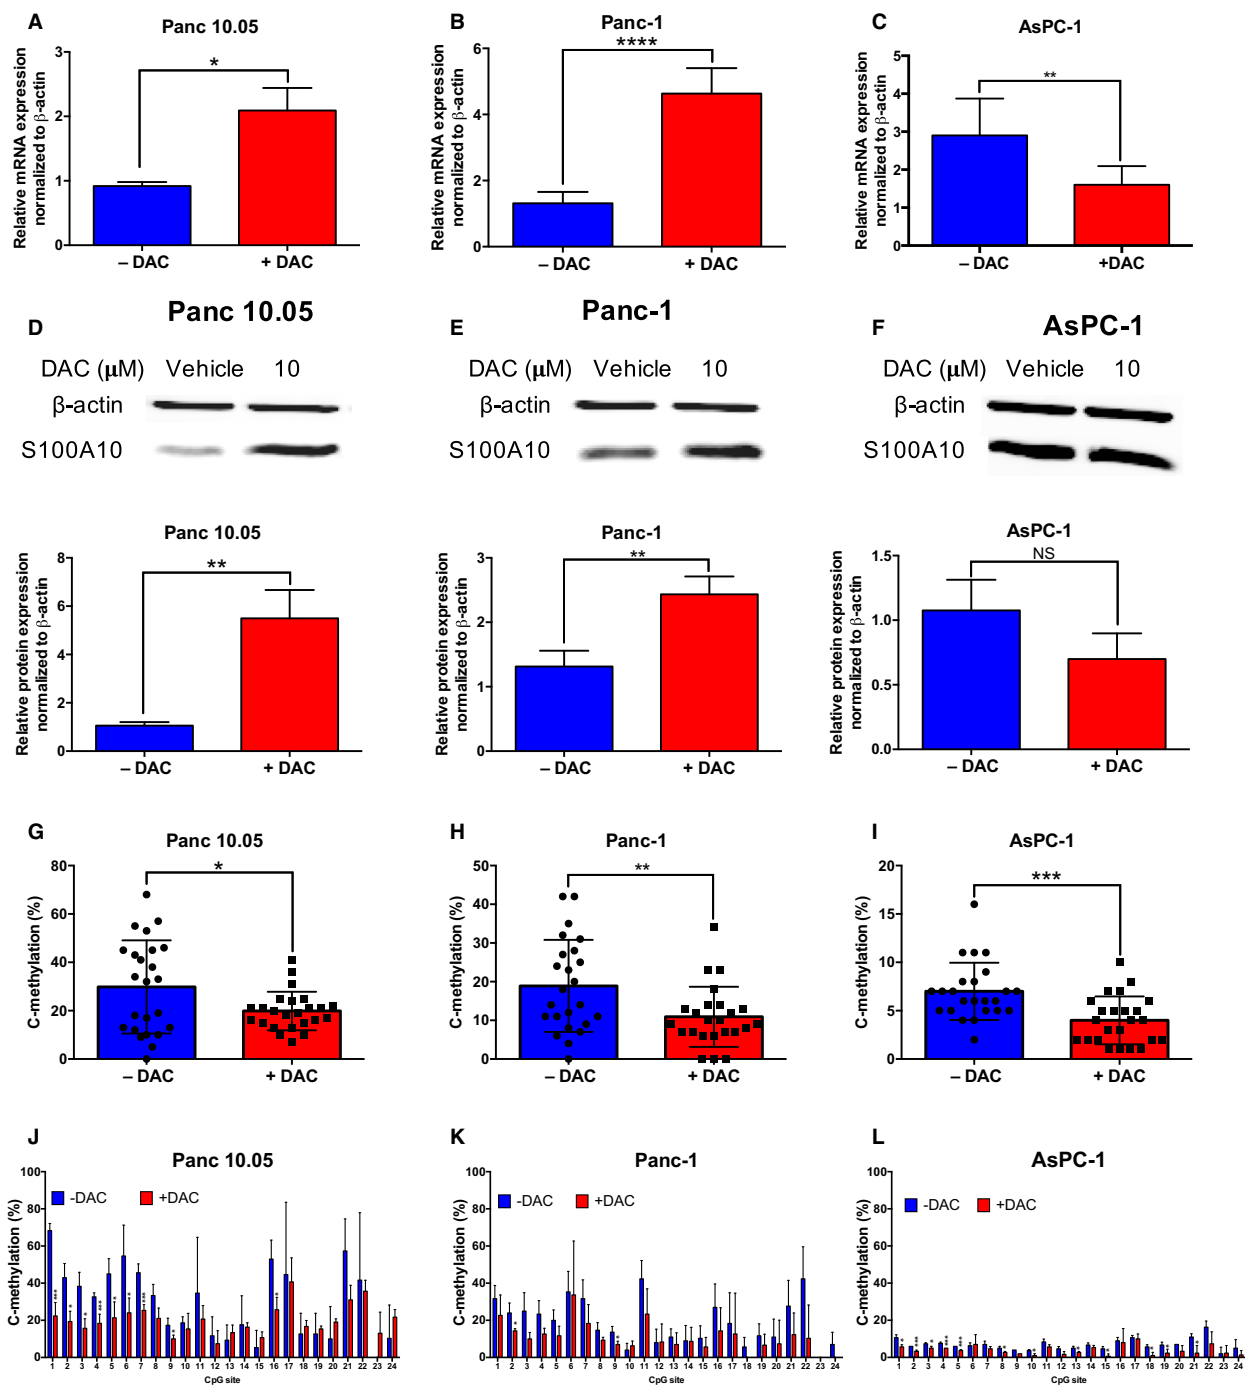 A
Panc 10.05
Relative mRNA expression
normalized to β-actin
3
2
1
0
*
– DAC
+ DAC
B
Panc-1
Relative mRNA expression
normalized to β-actin
6
4
2
0
****
– DAC
+ DAC
C
AsPC-1
Relative mRNA expression
normalized to β-actin
5
4
3
2
1
0
**
– DAC
+DAC
D
Panc 10.05
DAC (μM) Vehicle 10
β-actin
S100A10
Panc 10.05
Relative protein expression
normalized to β-actin
8
6
4
2
0
**
– DAC
+ DAC
E
Panc-1
DAC (μM) Vehicle 10
β-actin
S100A10
Panc-1
Relative protein expression
normalized to β-actin
3
2
1
0
**
– DAC
+ DAC
F
AsPC-1
DAC (μM) Vehicle 10
β-actin
S100A10
AsPC-1
Relative protein expression
normalized to β-actin
1.5
1.0
0.5
0.0
NS
– DAC
+ DAC
G
Panc 10.05
C-methylation (%)
80
60
40
20
0
*
– DAC
+ DAC
H
Panc-1
C-methylation (%)
50
40
30
20
10
0
**
– DAC
+ DAC
I
AsPC-1
C-methylation (%)
20
15
10
5
0
***
– DAC
+ DAC
J
Panc 10.05
C-methylation (%)
100
80
60
40
20
0
-DAC
+DAC
1 2 3 4 5 6 7 8 9 10 11 12 13 14 15 16 17 18 19 20 21 22 23 24
CpG site
K
Panc-1
C-methylation (%)
100
80
60
40
20
0
-DAC
+DAC
1 2 3 4 5 6 7 8 9 10 11 12 13 14 15 16 17 18 19 20 21 22 23 24
CpG site
L
AsPC-1
C-methylation (%)
100
80
60
40
20
0
-DAC
+DAC
1 2 3 4 5 6 7 8 9 10 11 12 13 14 15 16 17 18 19 20 21 22 23 24
CpG site